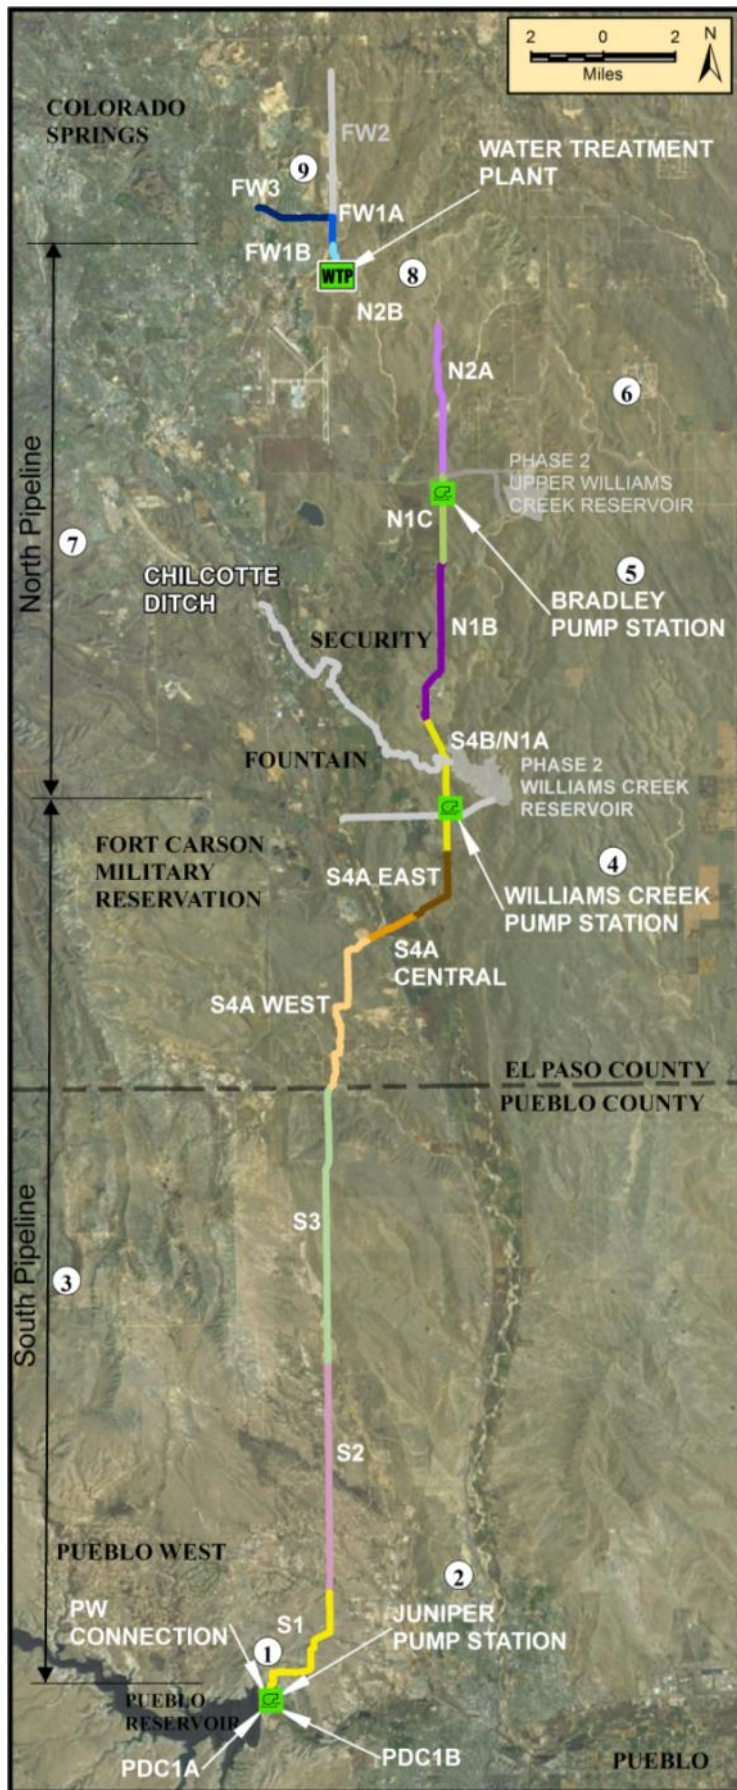 2 0 2
Miles
N
COLORADO
SPRINGS
FW2
9
WATER TREATMENT
PLANT
FW3
FW1A
FW1B
WTP
8
N2B
N2A
6
PHASE 2
UPPER WILLIAMS
CREEK RESERVOIR
North Pipeline
N1C
7
5
CHILCOTTE
DITCH
BRADLEY
PUMP STATION
N1B
SECURITY
S4B/N1A
FOUNTAIN
PHASE 2
WILLIAMS CREEK
RESERVOIR
FORT CARSON
MILITARY
RESERVATION
4
S4A EAST
WILLIAMS CREEK
PUMP STATION
S4A
CENTRAL
S4A WEST
EL PASO COUNTY
PUEBLO COUNTY
South Pipeline
S3
3
S2
PUEBLO WEST
2
PW
CONNECTION
S1
JUNIPER
PUMP STATION
1
PUEBLO
RESERVOIR
PDC1A
PDC1B
PUEBLO